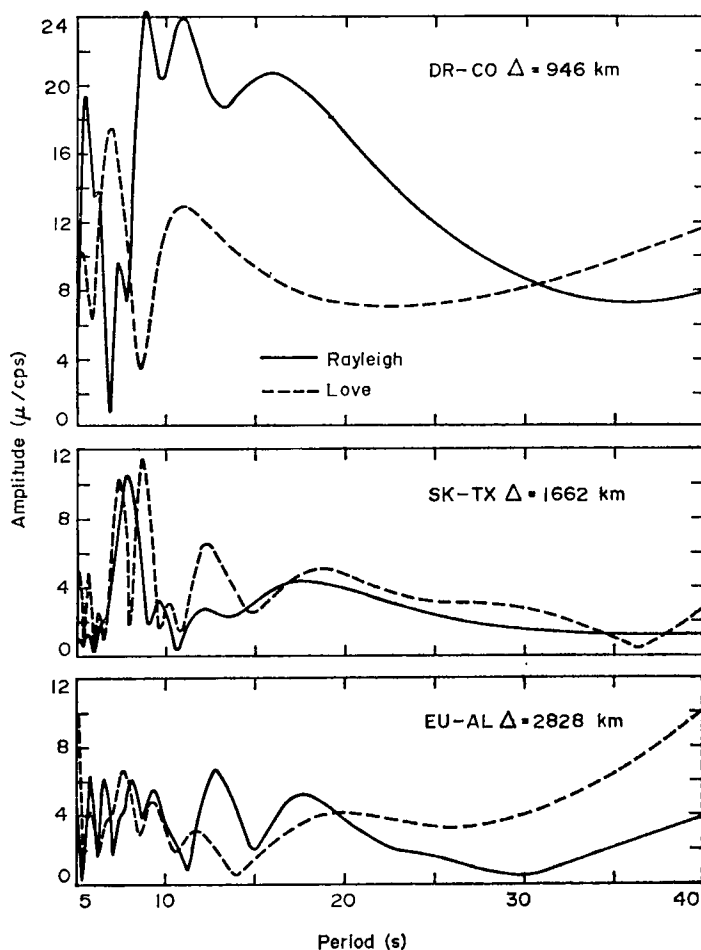 24
20
16
12
8
4
0
DR-CO Δ = 946 km
Rayleigh
Love
Amplitude (μ/cps)
12
8
4
0
SK-TX Δ = 1662 km
12
8
4
0
EU-AL Δ = 2828 km
5 10 20 30 40
Period (s)